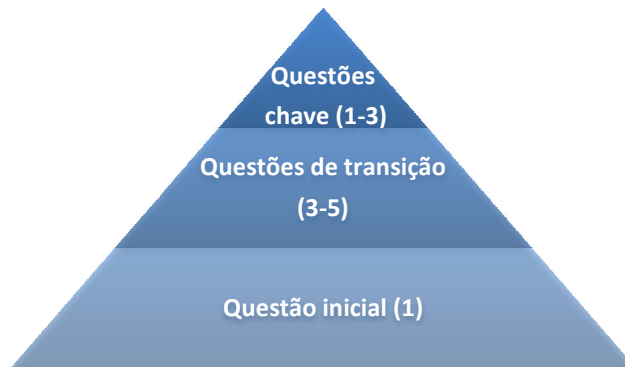 Questões
chave (1-3)
Questões de transição
(3-5)
Questão inicial (1)